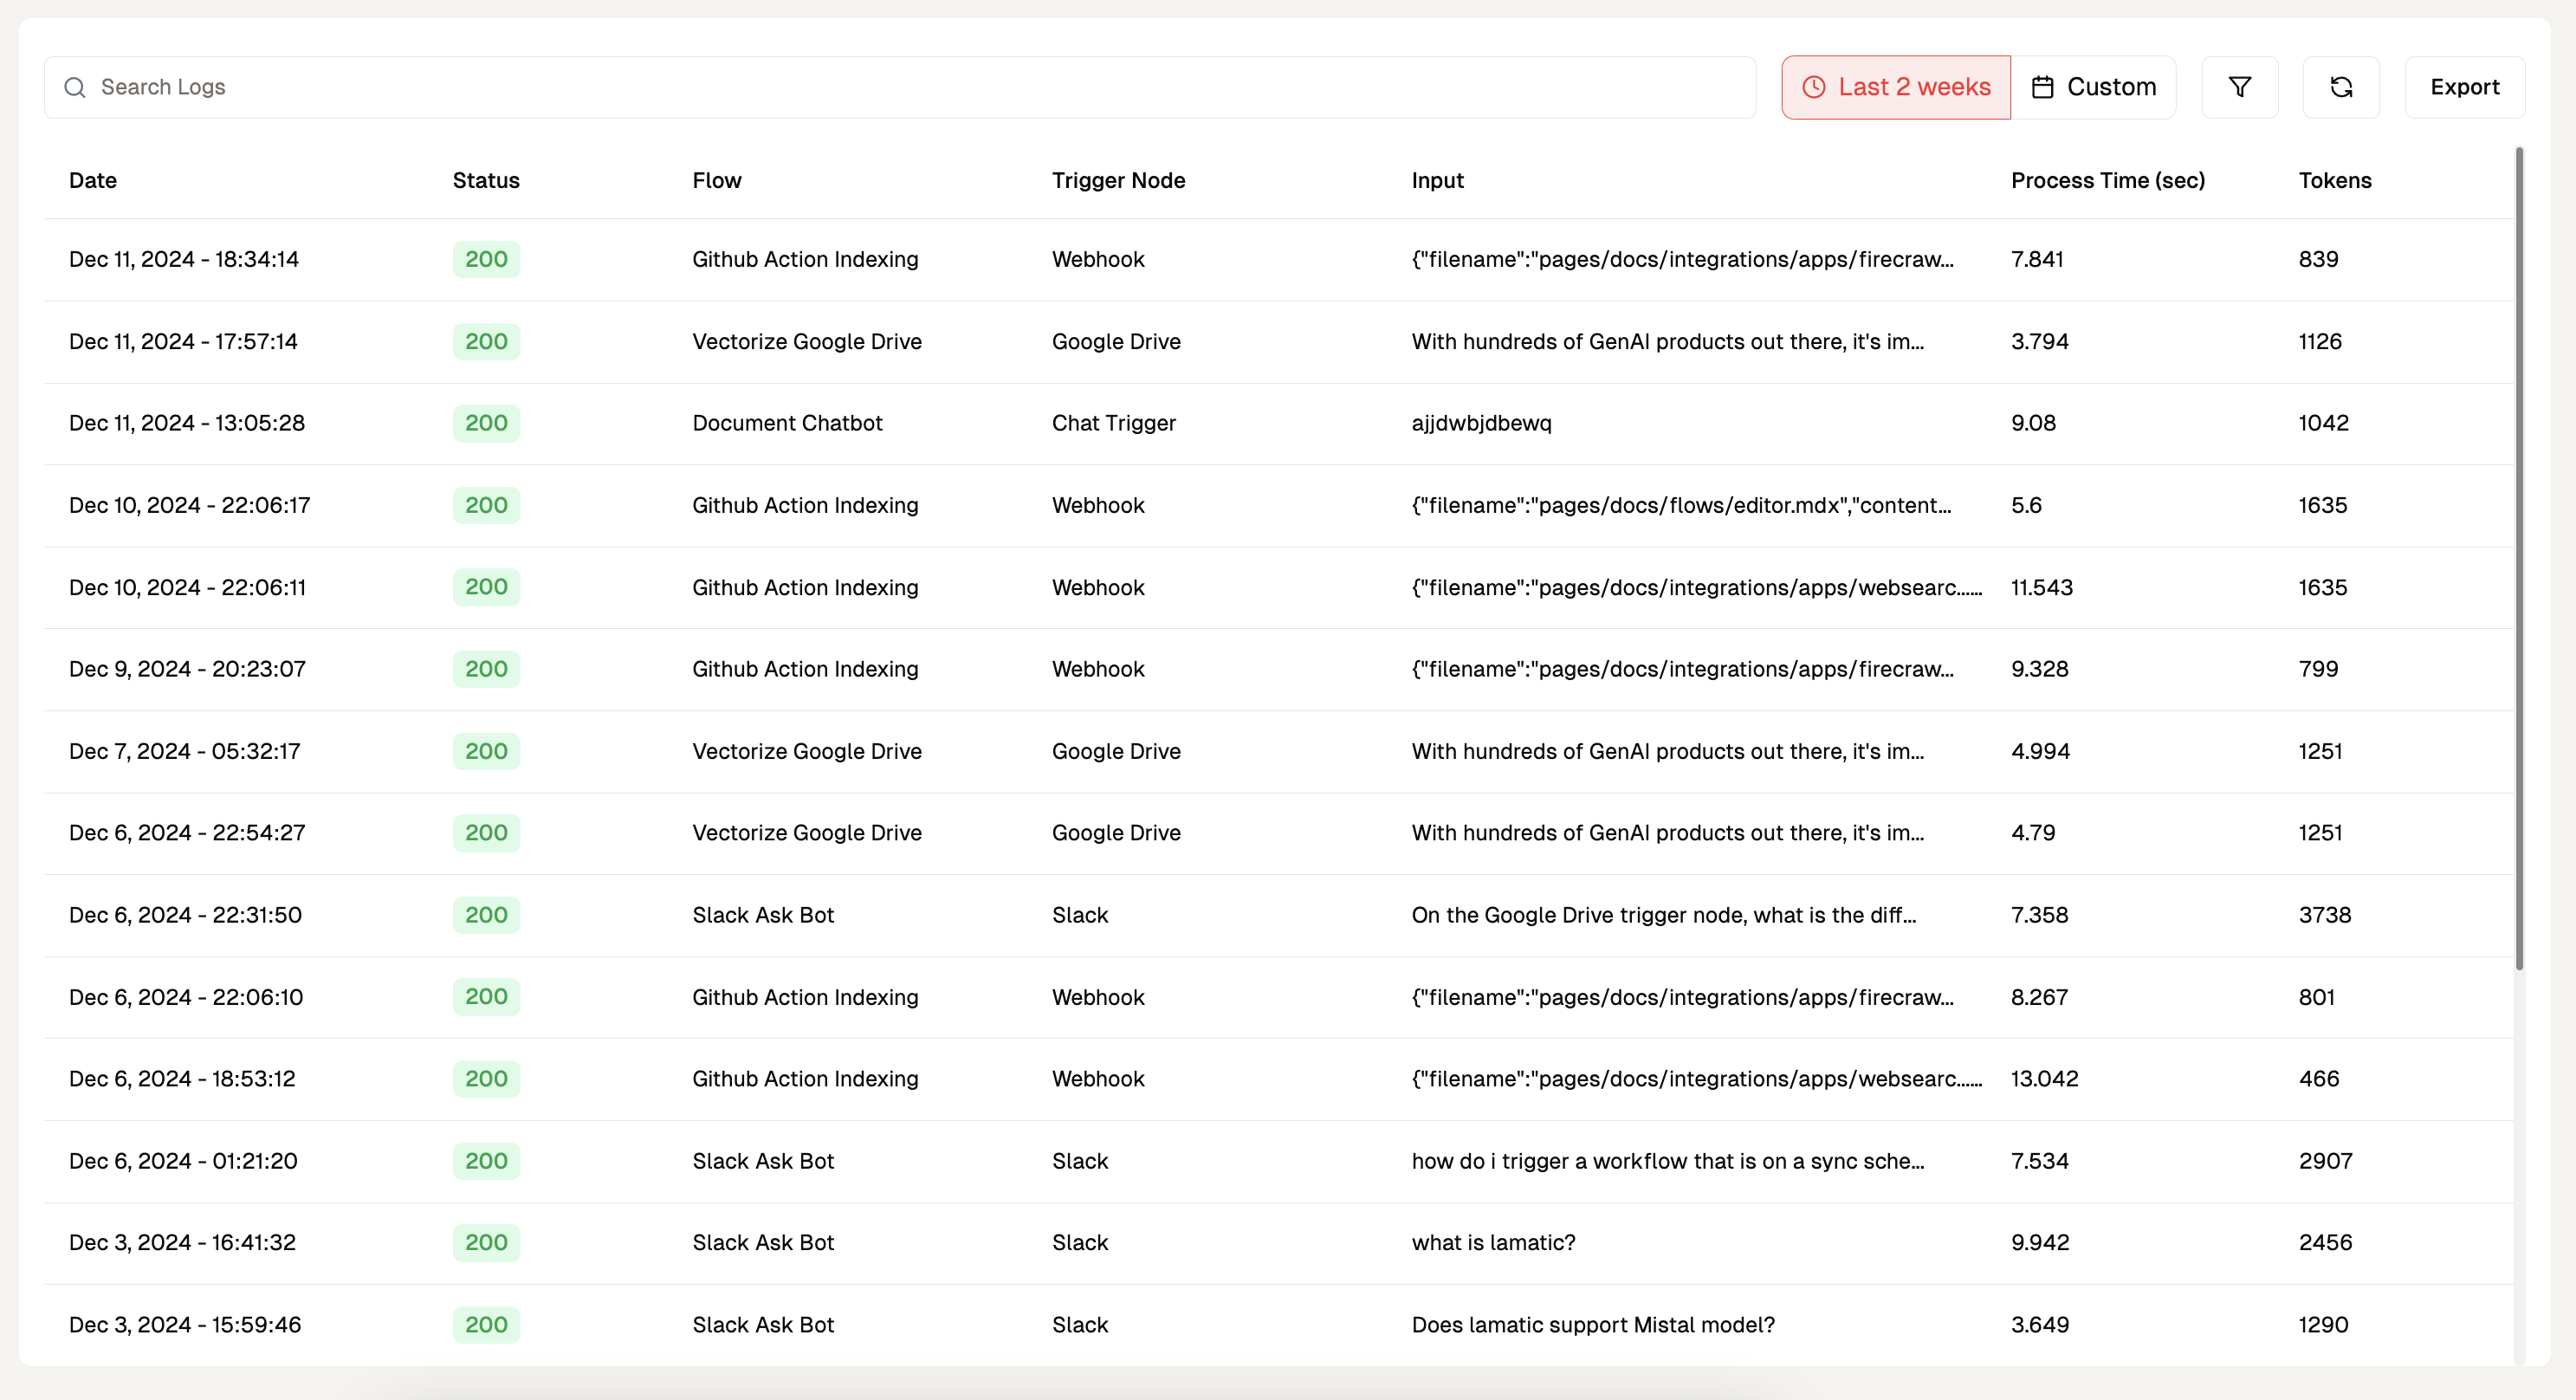 Search Logs Last 2 weeks Custom Export
Date Status Flow Trigger Node Input Process Time (sec) Tokens
Dec 11, 2024 - 18:34:14 200 Github Action Indexing Webhook {"filename":"pages/docs/integrations/apps/firecraw... 7.841 839
Dec 11, 2024 - 17:57:14 200 Vectorize Google Drive Google Drive With hundreds of GenAI products out there, it's im... 3.794 1126
Dec 11, 2024 - 13:05:28 200 Document Chatbot Chat Trigger ajjdwbjdbewq 9.08 1042
Dec 10, 2024 - 22:06:17 200 Github Action Indexing Webhook {"filename":"pages/docs/flows/editor.mdx","content... 5.6 1635
Dec 10, 2024 - 22:06:11 200 Github Action Indexing Webhook {"filename":"pages/docs/integrations/apps/websearc...... 11.543 1635
Dec 9, 2024 - 20:23:07 200 Github Action Indexing Webhook {"filename":"pages/docs/integrations/apps/firecraw... 9.328 799
Dec 7, 2024 - 05:32:17 200 Vectorize Google Drive Google Drive With hundreds of GenAI products out there, it's im... 4.994 1251
Dec 6, 2024 - 22:54:27 200 Vectorize Google Drive Google Drive With hundreds of GenAI products out there, it's im... 4.79 1251
Dec 6, 2024 - 22:31:50 200 Slack Ask Bot Slack On the Google Drive trigger node, what is the diff... 7.358 3738
Dec 6, 2024 - 22:06:10 200 Github Action Indexing Webhook {"filename":"pages/docs/integrations/apps/firecraw... 8.267 801
Dec 6, 2024 - 18:53:12 200 Github Action Indexing Webhook {"filename":"pages/docs/integrations/apps/websearc...... 13.042 466
Dec 6, 2024 - 01:21:20 200 Slack Ask Bot Slack how do i trigger a workflow that is on a sync sche... 7.534 2907
Dec 3, 2024 - 16:41:32 200 Slack Ask Bot Slack what is lamatic? 9.942 2456
Dec 3, 2024 - 15:59:46 200 Slack Ask Bot Slack Does lamatic support Mistal model? 3.649 1290